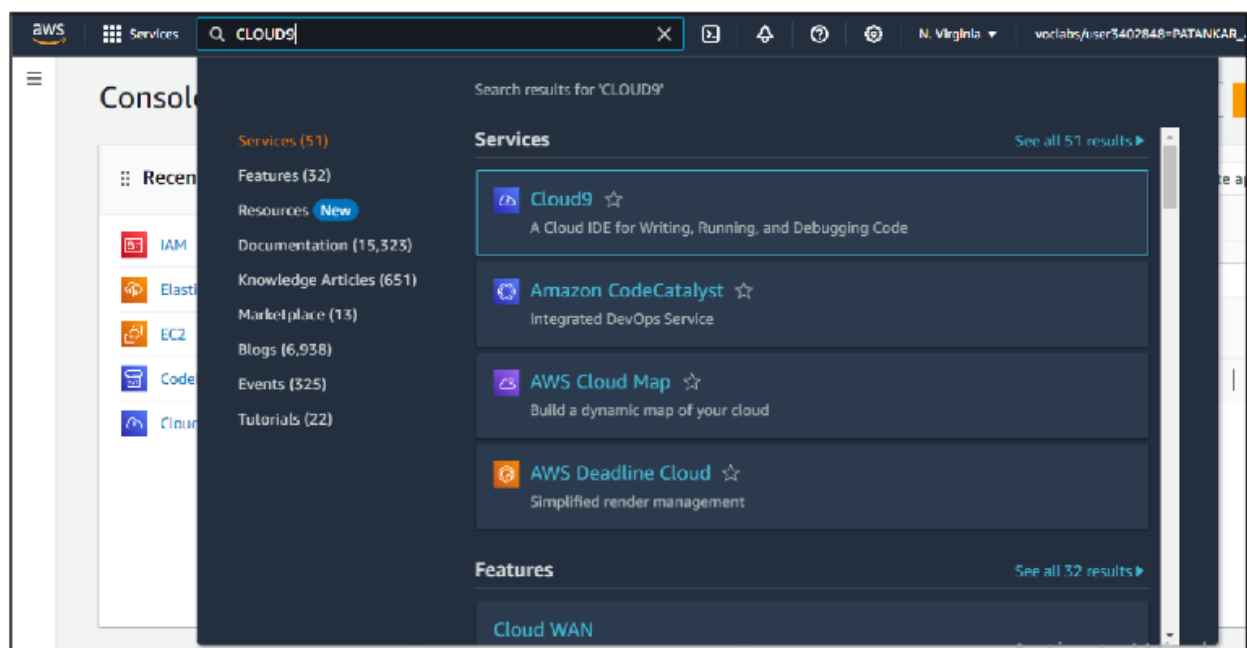 aws Services CLOUD9 N. Virginia voclabs/user3402848=PATANKAR_
Consol
Recen
IAM
Elasti
EC2
Code
Cloud
Search results for 'CLOUD9'
Services (51)
Features (32)
Resources New
Documentation (15,323)
Knowledge Articles (651)
Marketplace (13)
Blogs (6,938)
Events (325)
Tutorials (22)
Services See all 51 results
Cloud9
A Cloud IDE for Writing, Running, and Debugging Code
Amazon CodeCatalyst
Integrated DevOps Service
AWS Cloud Map
Build a dynamic map of your cloud
AWS Deadline Cloud
Simplified render management
Features See all 32 results
Cloud WAN